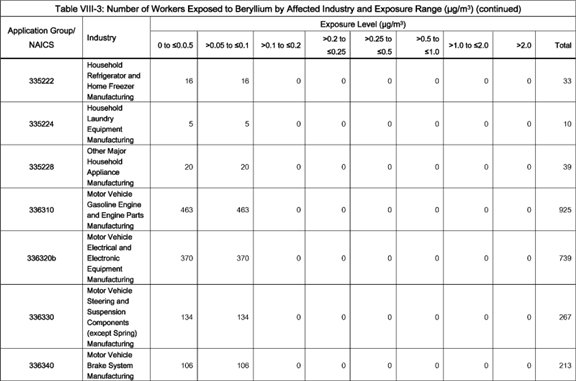 Table VIII-3: Number of Workers Exposed to Beryllium by Affected Industry and Exposure Range (µg/m³) (continued)
Application Group/ NAICS Industry Exposure Level (µg/m³)
0 to ≤0.0.5 >0.05 to ≤0.1 >0.1 to ≤0.2 >0.2 to ≤0.25 >0.25 to ≤0.5 >0.5 to ≤1.0 >1.0 to ≤2.0 >2.0 Total
335222 Household Refrigerator and Home Freezer Manufacturing 16 16 0 0 0 0 0 0 33
335224 Household Laundry Equipment Manufacturing 5 5 0 0 0 0 0 0 10
335228 Other Major Household Appliance Manufacturing 20 20 0 0 0 0 0 0 39
336310 Motor Vehicle Gasoline Engine and Engine Parts Manufacturing 463 463 0 0 0 0 0 0 925
336320b Motor Vehicle Electrical and Electronic Equipment Manufacturing 370 370 0 0 0 0 0 0 739
336330 Motor Vehicle Steering and Suspension Components (except Spring) Manufacturing 134 134 0 0 0 0 0 0 267
336340 Motor Vehicle Brake System Manufacturing 106 106 0 0 0 0 0 0 213